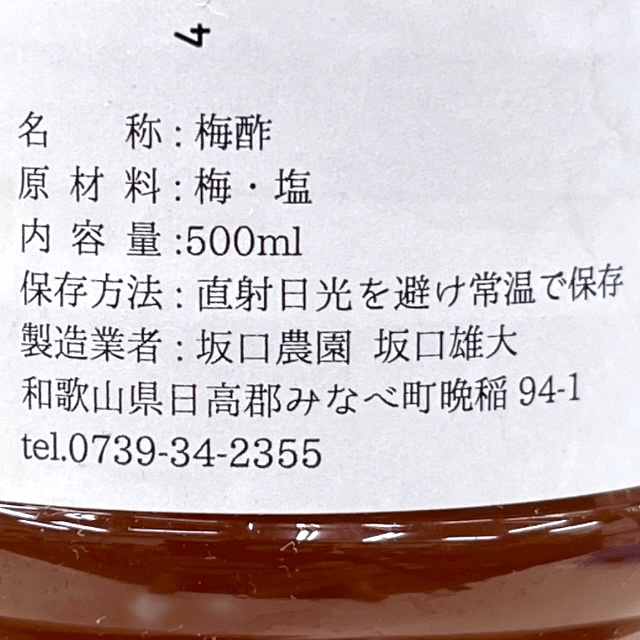 4
名　　称：梅酢
原 材 料：梅・塩
内 容 量：500ml
保存方法：直射日光を避け常温で保存
製造業者：坂口農園 坂口雄大
和歌山県日高郡みなべ町晩稲 94-1
tel.0739-34-2355